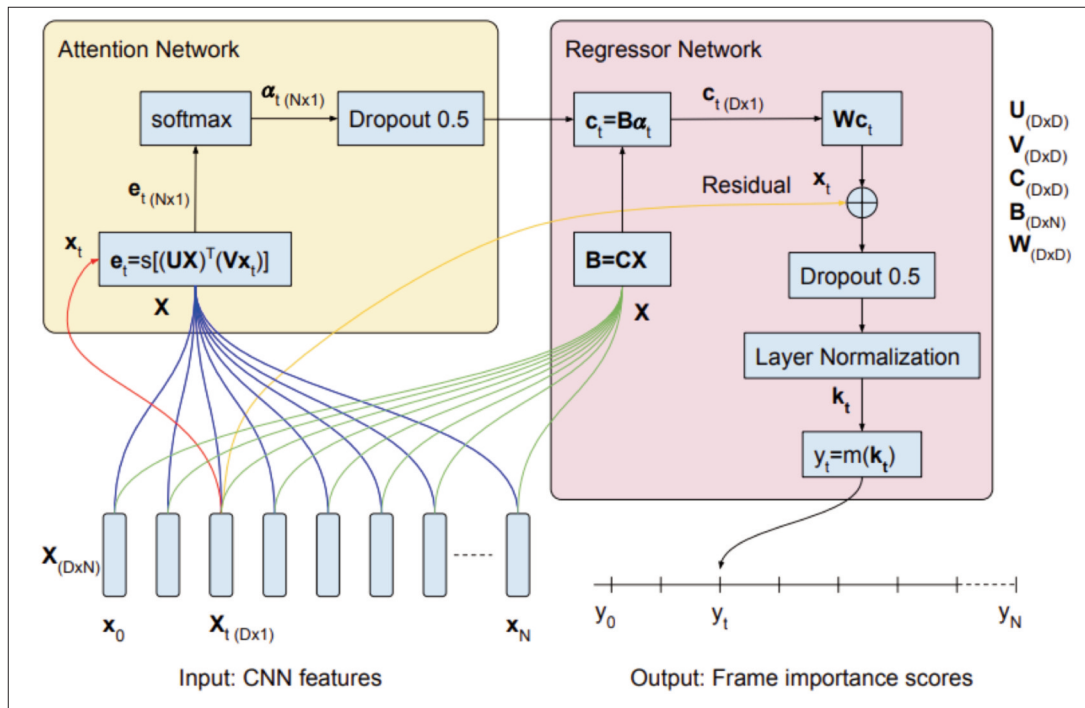 Attention Network
softmax
α_t (Nx1)
Dropout 0.5
e_t (Nx1)
x_t
e_t=s[(UX)^T(Vx_t)]
X
Regressor Network
c_t=Bα_t
c_t (Dx1)
Wc_t
Residual
x_t
B=CX
X
Dropout 0.5
Layer Normalization
k_t
y_t=m(k_t)
U_(DxD)
V_(DxD)
C_(DxD)
B_(DxN)
W_(DxD)
X_(DxN)
x_0
X_t (Dx1)
x_N
y_0
y_t
y_N
Input: CNN features
Output: Frame importance scores